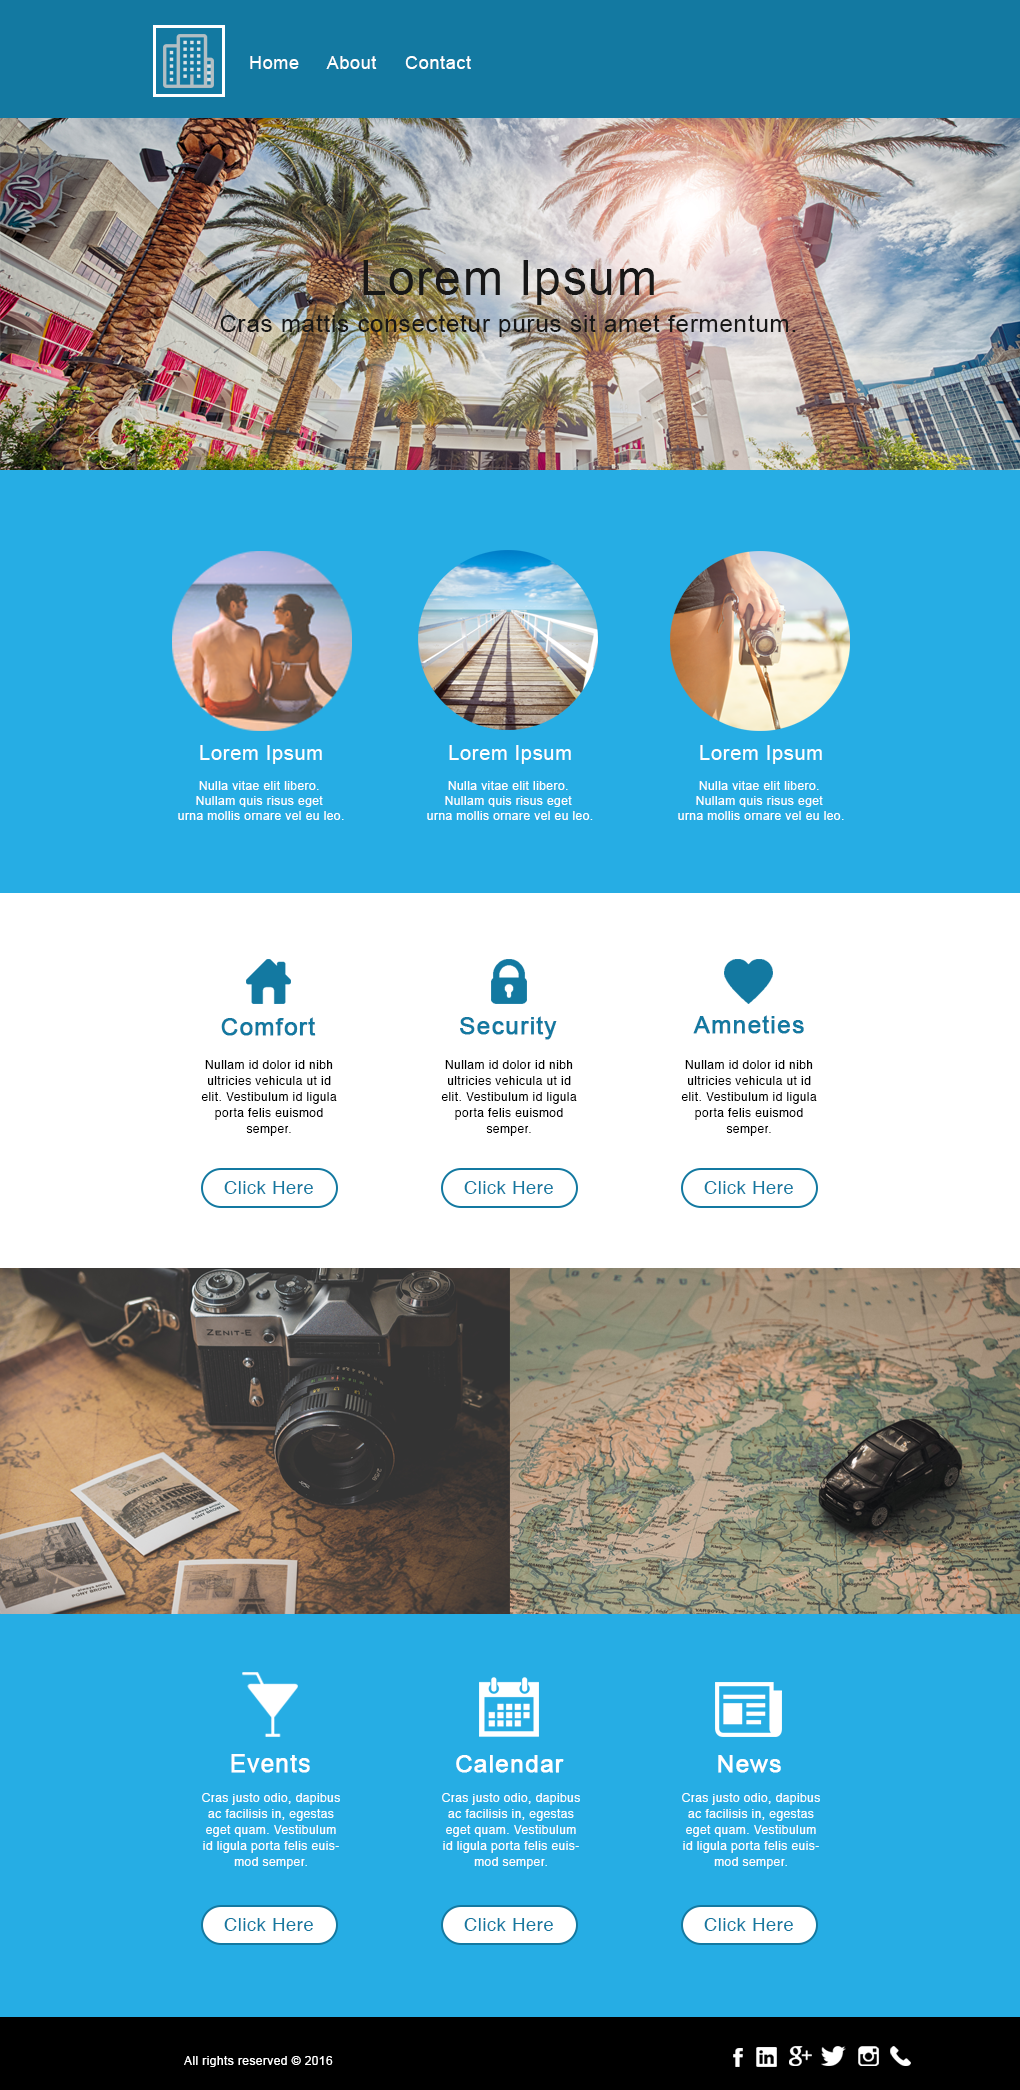 Home About Contact
Lorem Ipsum
Cras mattis consectetur purus sit amet fermentum.
Lorem Ipsum
Nulla vitae elit libero.
Nullam quis risus eget
urna mollis ornare vel eu leo.
Lorem Ipsum
Nulla vitae elit libero.
Nullam quis risus eget
urna mollis ornare vel eu leo.
Lorem Ipsum
Nulla vitae elit libero.
Nullam quis risus eget
urna mollis ornare vel eu leo.
Comfort
Nullam id dolor id nibh
ultricies vehicula ut id
elit. Vestibulum id ligula
porta felis euismod
semper.
Click Here
Security
Nullam id dolor id nibh
ultricies vehicula ut id
elit. Vestibulum id ligula
porta felis euismod
semper.
Click Here
Amneties
Nullam id dolor id nibh
ultricies vehicula ut id
elit. Vestibulum id ligula
porta felis euismod
semper.
Click Here
ZENIT-E
OCEANUL
Events
Cras justo odio, dapibus
ac facilisis in, egestas
eget quam. Vestibulum
id ligula porta felis euis-
mod semper.
Click Here
Calendar
Cras justo odio, dapibus
ac facilisis in, egestas
eget quam. Vestibulum
id ligula porta felis euis-
mod semper.
Click Here
News
Cras justo odio, dapibus
ac facilisis in, egestas
eget quam. Vestibulum
id ligula porta felis euis-
mod semper.
Click Here
All rights reserved © 2016